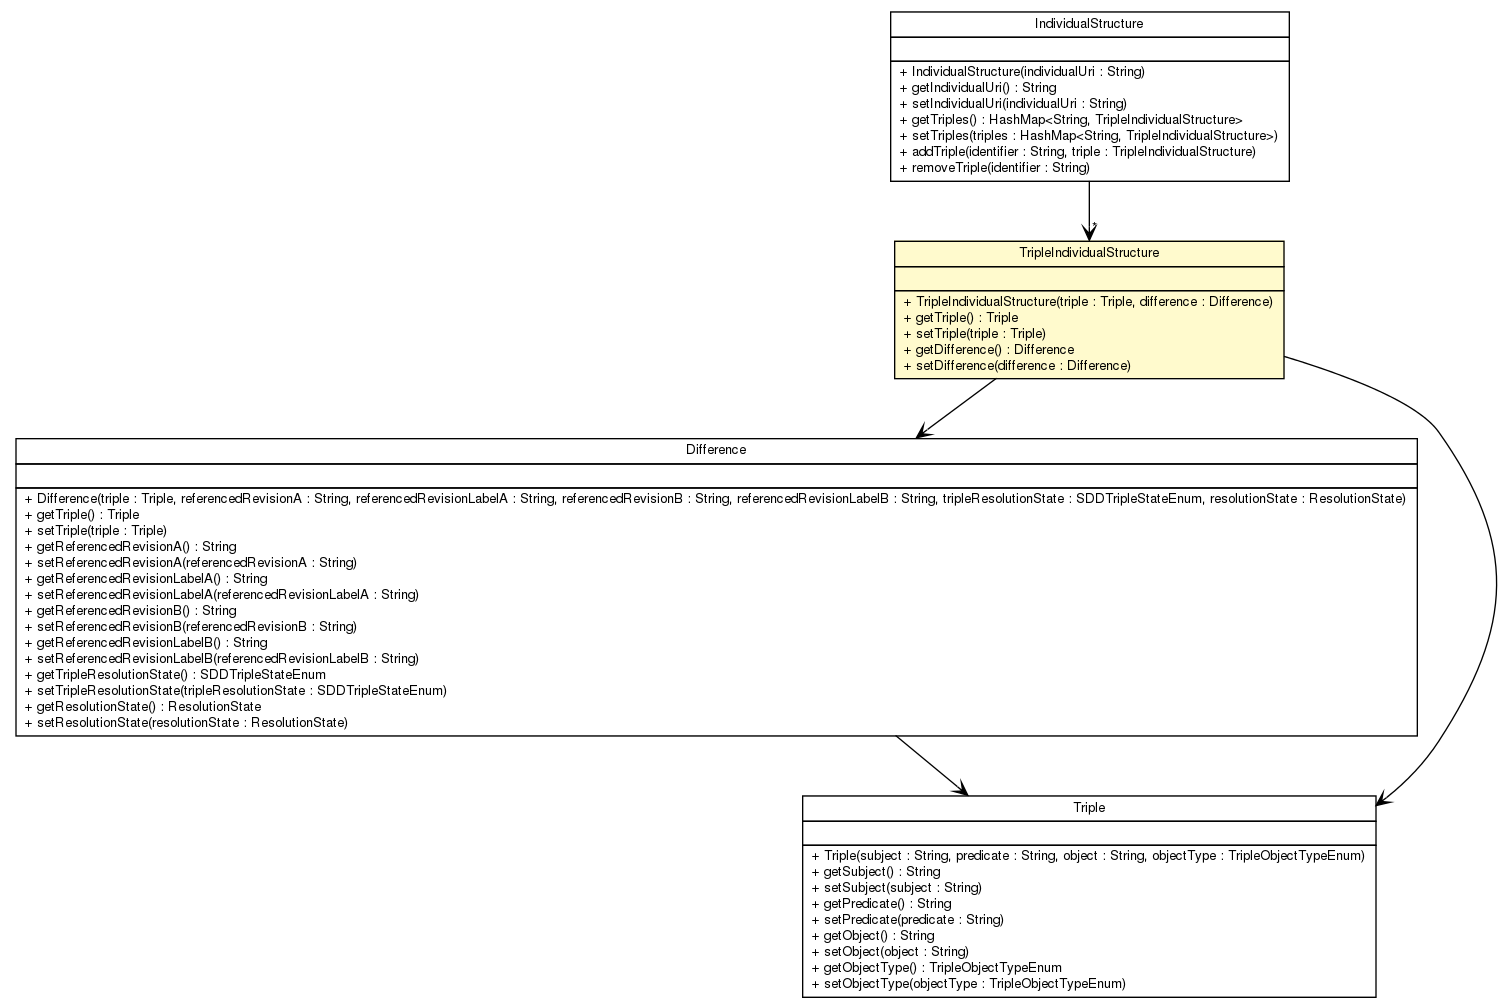 IndividualStructure
+ IndividualStructure(individualUri : String)
+ getIndividualUri() : String
+ setIndividualUri(individualUri : String)
+ getTriples() : HashMap<String, TripleIndividualStructure>
+ setTriples(triples : HashMap<String, TripleIndividualStructure>)
+ addTriple(identifier : String, triple : TripleIndividualStructure)
+ removeTriple(identifier : String)
*
TripleIndividualStructure
+ TripleIndividualStructure(triple : Triple, difference : Difference)
+ getTriple() : Triple
+ setTriple(triple : Triple)
+ getDifference() : Difference
+ setDifference(difference : Difference)
Difference
+ Difference(triple : Triple, referencedRevisionA : String, referencedRevisionLabelA : String, referencedRevisionB : String, referencedRevisionLabelB : String, tripleResolutionState : SDDTripleStateEnum, resolutionState : ResolutionState)
+ getTriple() : Triple
+ setTriple(triple : Triple)
+ getReferencedRevisionA() : String
+ setReferencedRevisionA(referencedRevisionA : String)
+ getReferencedRevisionLabelA() : String
+ setReferencedRevisionLabelA(referencedRevisionLabelA : String)
+ getReferencedRevisionB() : String
+ setReferencedRevisionB(referencedRevisionB : String)
+ getReferencedRevisionLabelB() : String
+ setReferencedRevisionLabelB(referencedRevisionLabelB : String)
+ getTripleResolutionState() : SDDTripleStateEnum
+ setTripleResolutionState(tripleResolutionState : SDDTripleStateEnum)
+ getResolutionState() : ResolutionState
+ setResolutionState(resolutionState : ResolutionState)
Triple
+ Triple(subject : String, predicate : String, object : String, objectType : TripleObjectTypeEnum)
+ getSubject() : String
+ setSubject(subject : String)
+ getPredicate() : String
+ setPredicate(predicate : String)
+ getObject() : String
+ setObject(object : String)
+ getObjectType() : TripleObjectTypeEnum
+ setObjectType(objectType : TripleObjectTypeEnum)